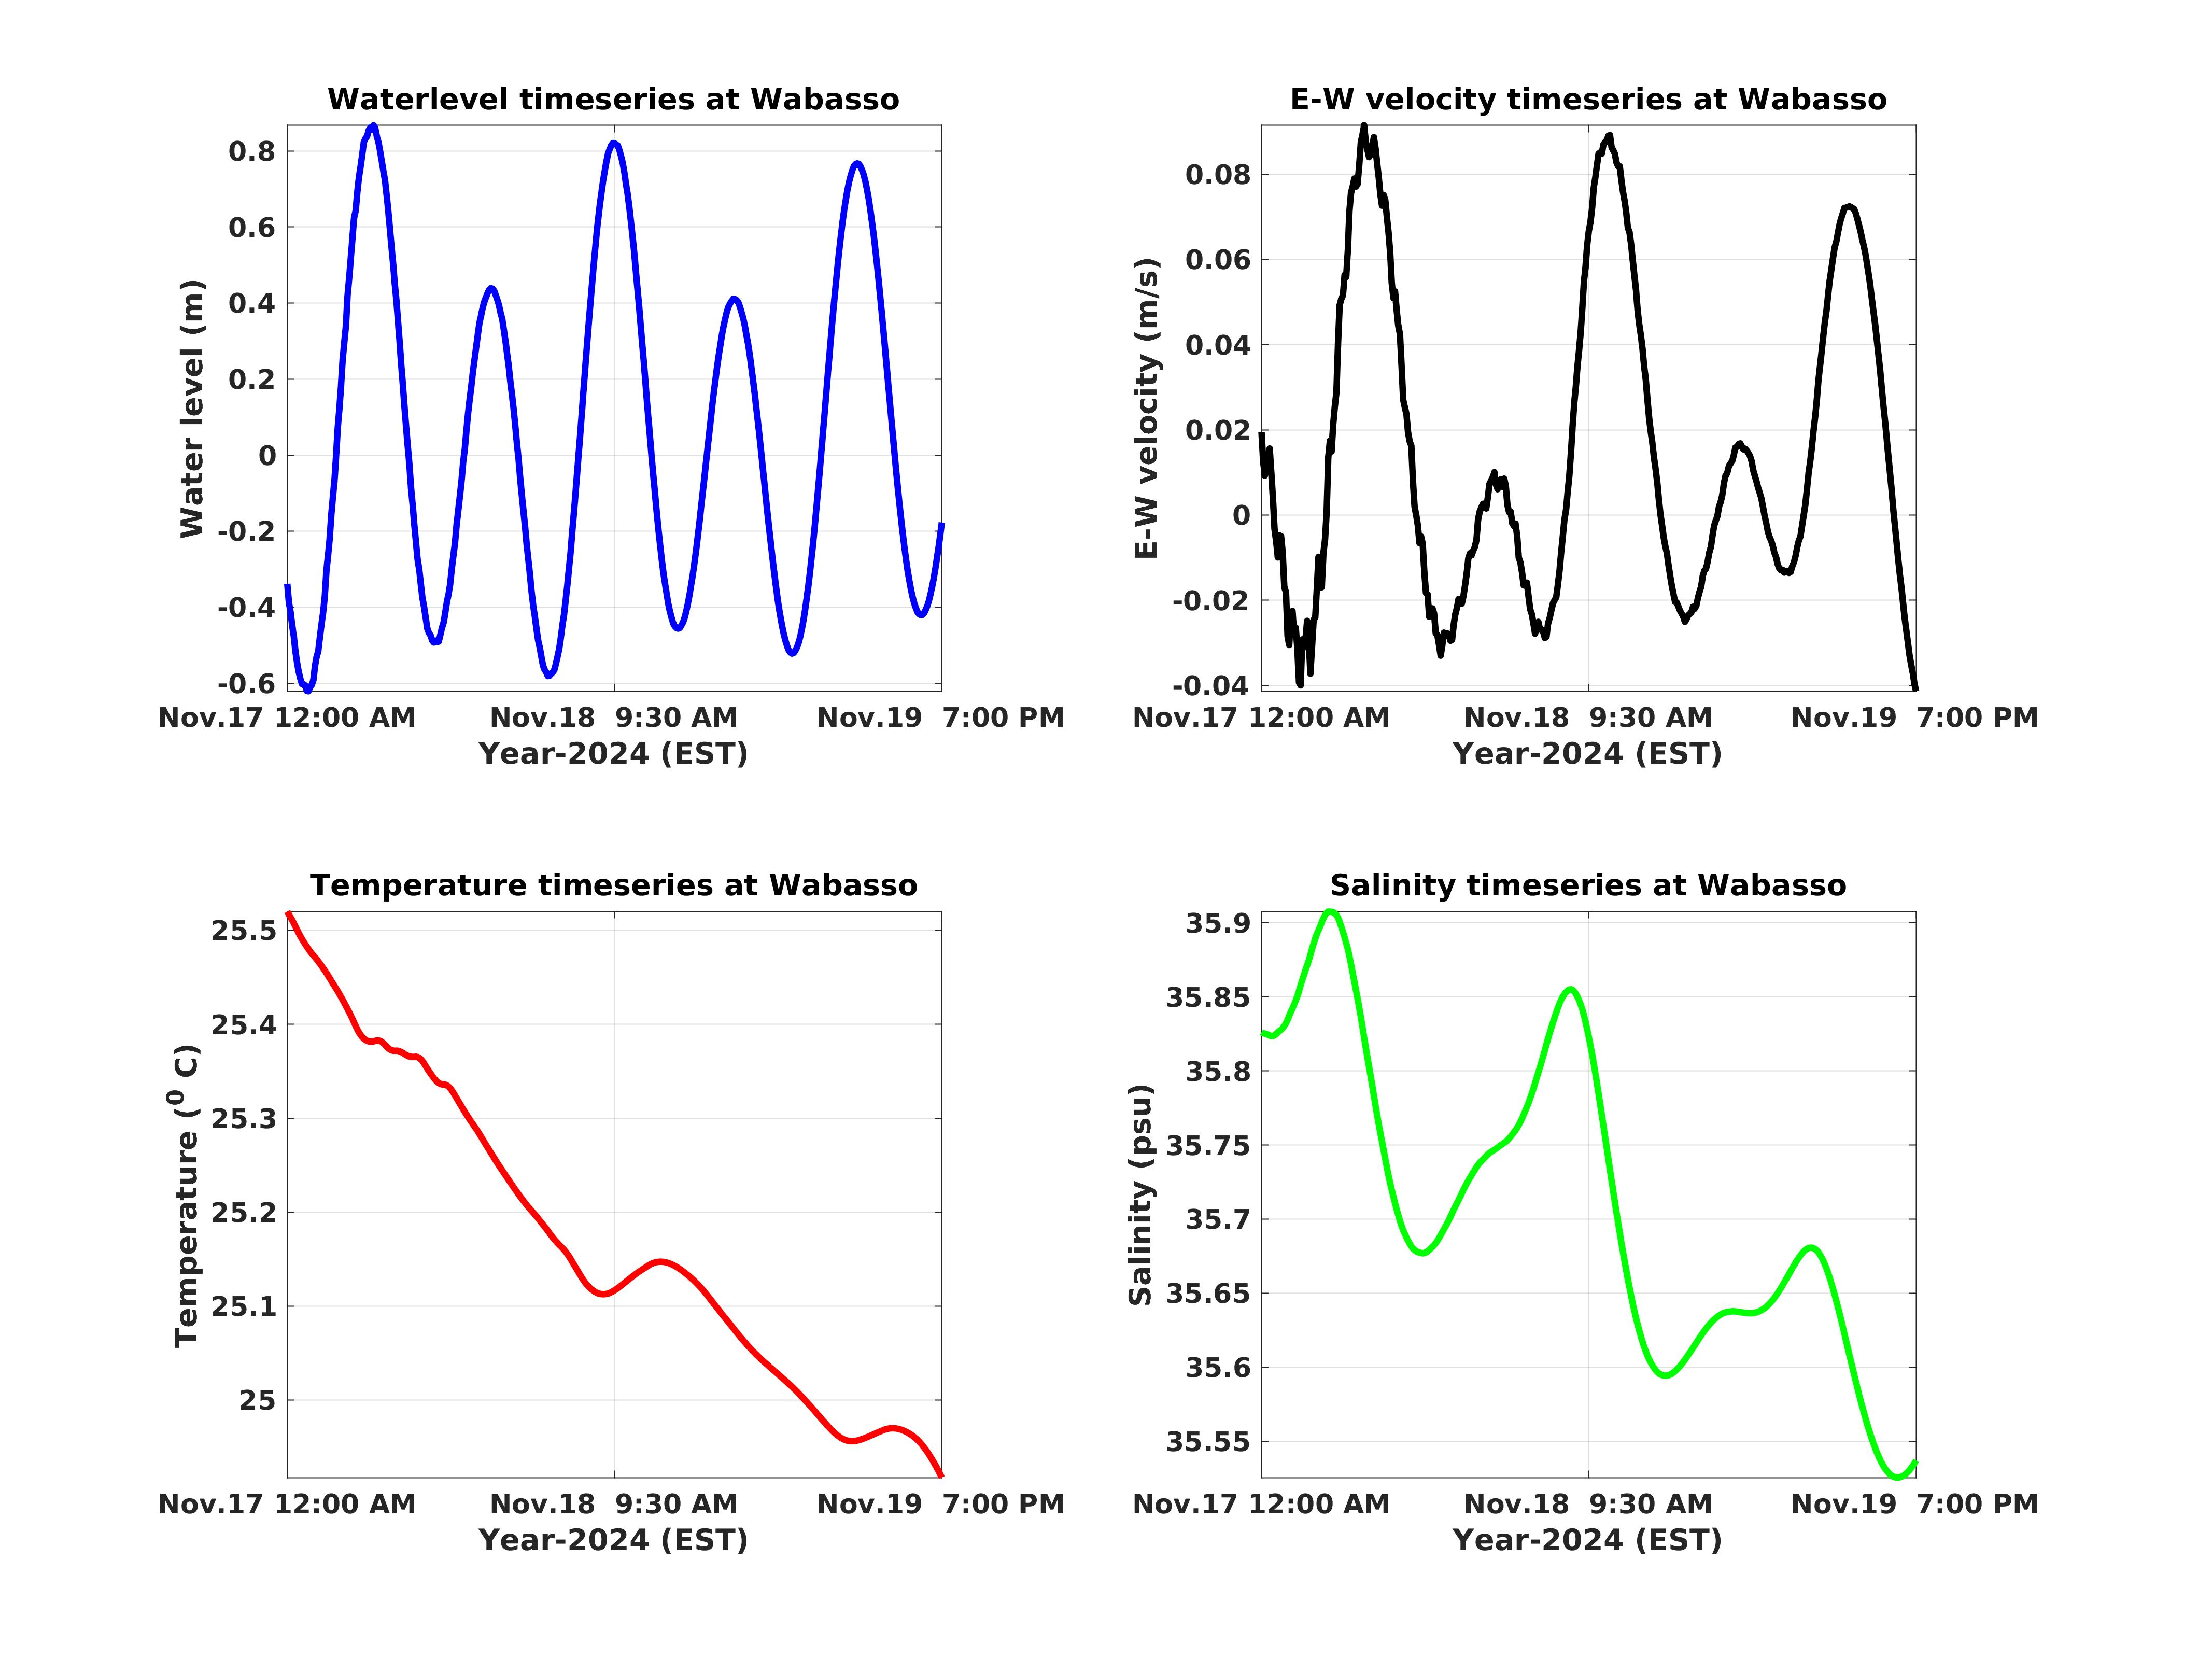 Waterlevel timeseries at Wabasso
0.8
0.6
0.4
0.2
0
-0.2
-0.4
-0.6
Water level (m)
Nov.17 12:00 AM
Nov.18 9:30 AM
Nov.19 7:00 PM
Year-2024 (EST)
E-W velocity timeseries at Wabasso
0.08
0.06
0.04
0.02
0
-0.02
-0.04
E-W velocity (m/s)
Nov.17 12:00 AM
Nov.18 9:30 AM
Nov.19 7:00 PM
Year-2024 (EST)
Temperature timeseries at Wabasso
25.5
25.4
25.3
25.2
25.1
25
Temperature (⁰ C)
Nov.17 12:00 AM
Nov.18 9:30 AM
Nov.19 7:00 PM
Year-2024 (EST)
Salinity timeseries at Wabasso
35.9
35.85
35.8
35.75
35.7
35.65
35.6
35.55
Salinity (psu)
Nov.17 12:00 AM
Nov.18 9:30 AM
Nov.19 7:00 PM
Year-2024 (EST)